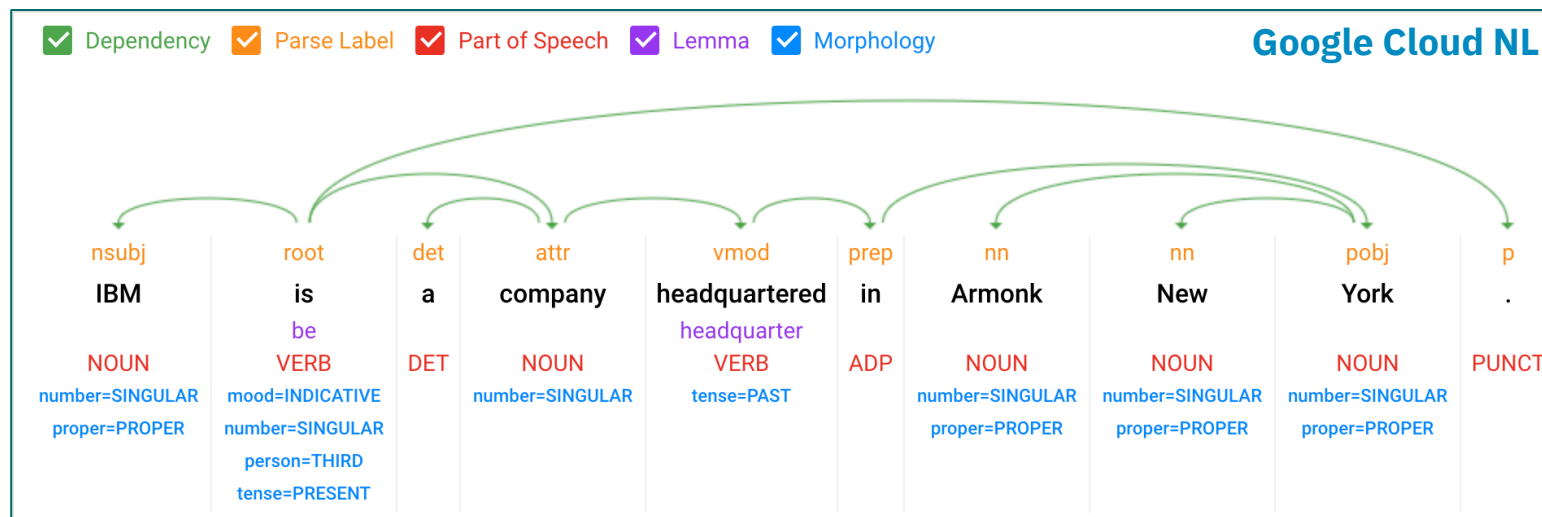 Dependency Parse Label Part of Speech Lemma Morphology Google Cloud NL
nsubj root det attr vmod prep nn nn pobj p
IBM is a company headquartered in Armonk New York .
be headquarter
NOUN VERB DET NOUN VERB ADP NOUN NOUN NOUN PUNCT
number=SINGULAR mood=INDICATIVE number=SINGULAR tense=PAST number=SINGULAR number=SINGULAR number=SINGULAR
proper=PROPER number=SINGULAR proper=PROPER proper=PROPER proper=PROPER
person=THIRD
tense=PRESENT